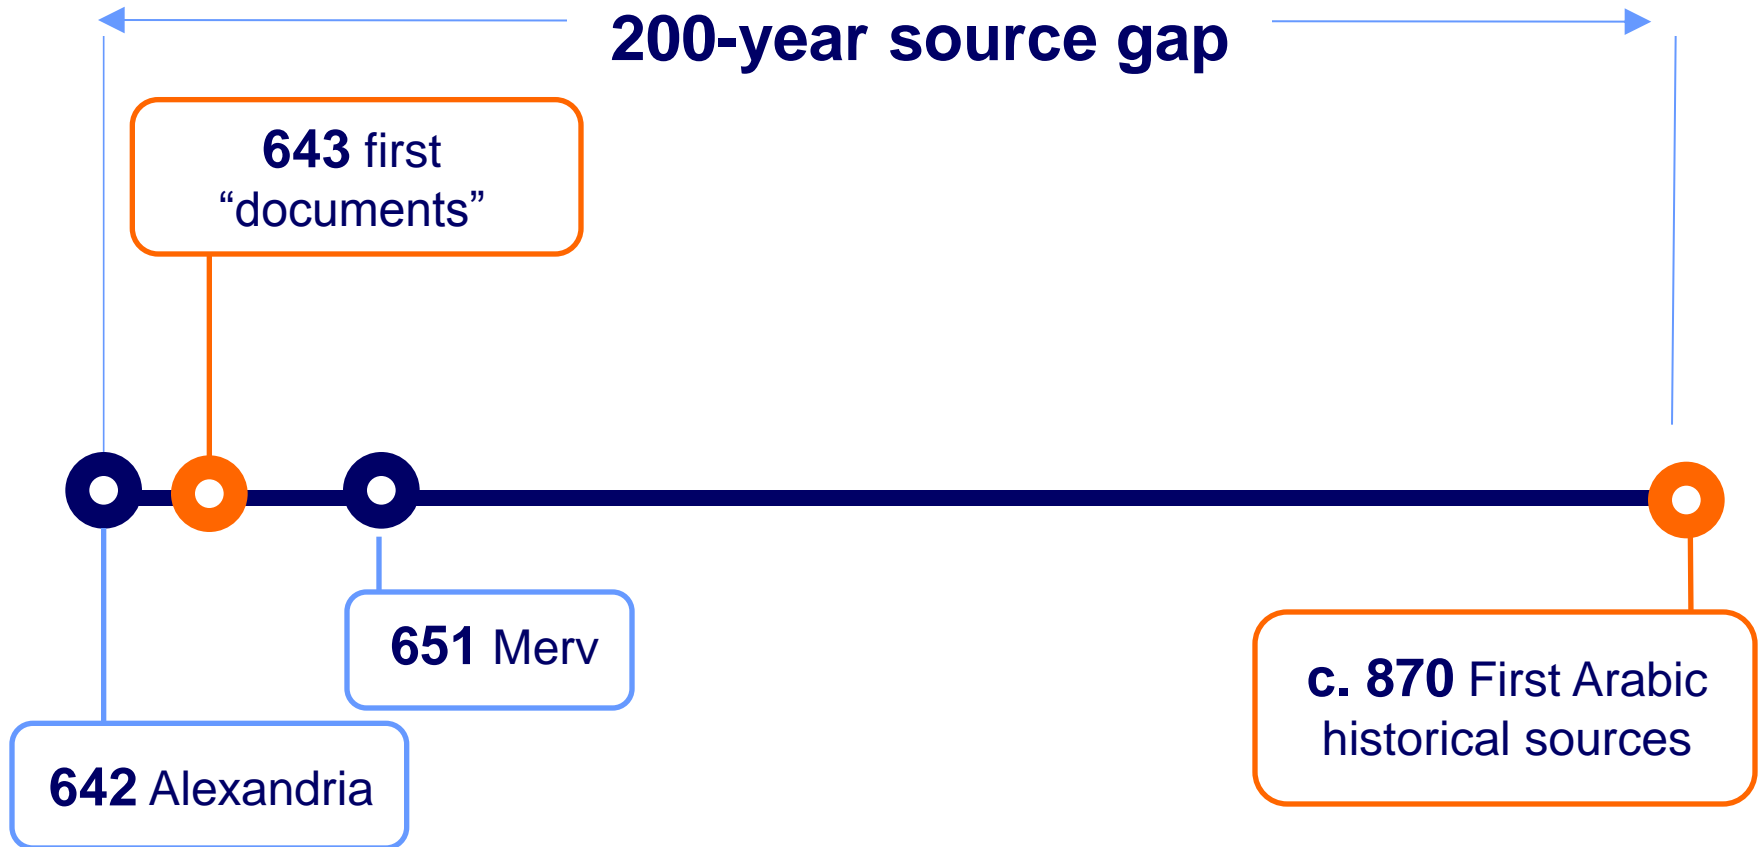 200-year source gap
643 first
“documents”
651 Merv
c. 870 First Arabic
historical sources
642 Alexandria